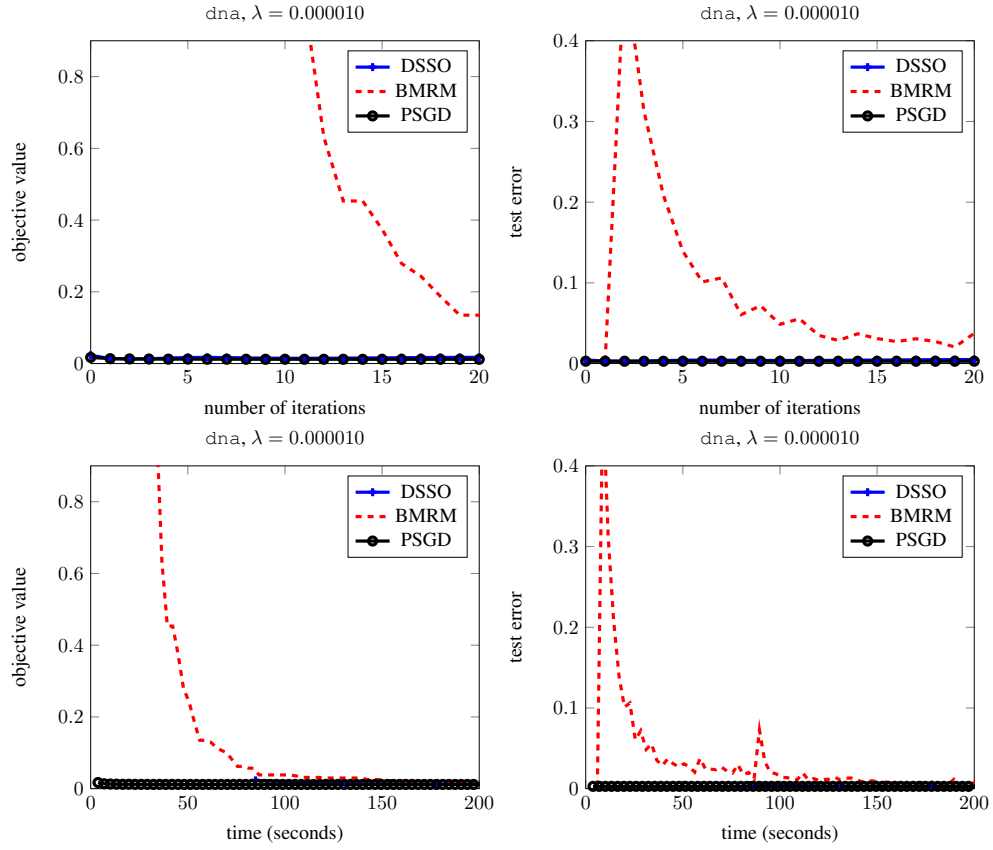 dna, λ = 0.000010
objective value
0.8
0.6
0.4
0.2
0
0
5
10
15
20
number of iterations
DSSO
BMRM
PSGD
dna, λ = 0.000010
test error
0.4
0.3
0.2
0.1
0
0
5
10
15
20
number of iterations
DSSO
BMRM
PSGD
dna, λ = 0.000010
objective value
0.8
0.6
0.4
0.2
0
0
50
100
150
200
time (seconds)
DSSO
BMRM
PSGD
dna, λ = 0.000010
test error
0.4
0.3
0.2
0.1
0
0
50
100
150
200
time (seconds)
DSSO
BMRM
PSGD